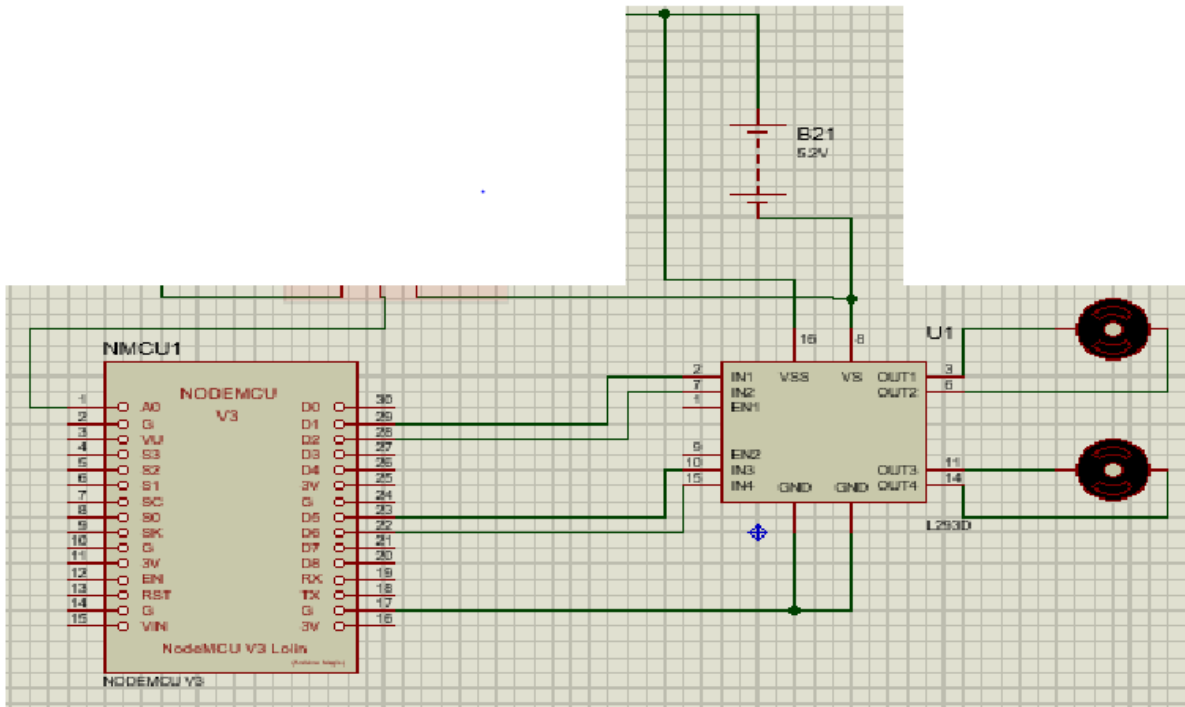 B21
5.2V
NMCU1
NODEMCU
V3
1 A0
2 G
3 VU
4 S3
5 S2
6 S1
7 SC
8 S0
9 SK
10 G
11 3V
12 EN
13 RST
14 G
15 VIN
D0 30
D1 29
D2 28
D3 27
D4 26
3V 25
G 24
D5 23
D6 22
D7 21
D8 20
RX 19
TX 18
G 17
3V 16
NodeMCU V3 Lolin
NODEMCU V3
16 8
U1
2 IN1 VSS VS OUT1 3
7 IN2 OUT2 6
1 EN1
9 EN2
10 IN3 OUT3 11
15 IN4 GND GND OUT4 14
L293D